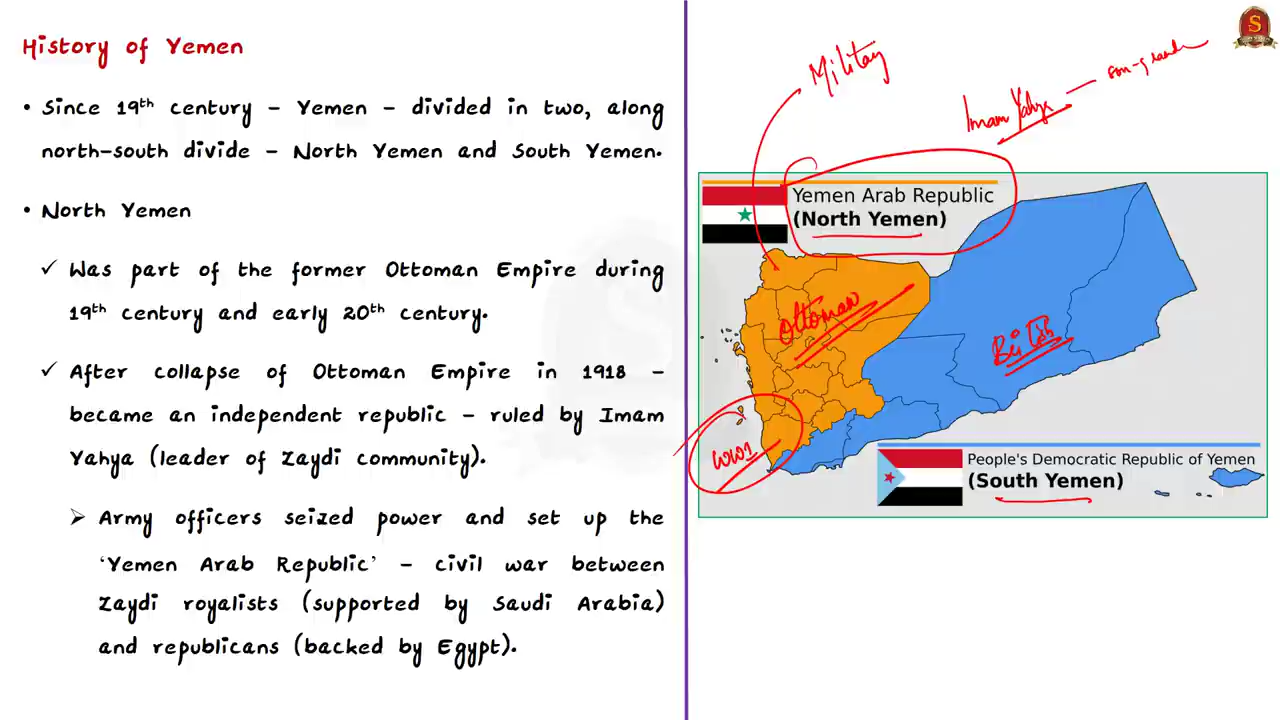 History of Yemen
• Since 19th century – Yemen – divided in two, along
north-south divide – North Yemen and South Yemen.
• North Yemen
✓ Was part of the former Ottoman Empire during
19th century and early 20th century.
✓ After collapse of Ottoman Empire in 1918 –
became an independent republic – ruled by Imam
Yahya (leader of Zaydi community).
➢ Army officers seized power and set up the
‘Yemen Arab Republic’ – civil war between
Zaydi royalists (supported by Saudi Arabia)
and republicans (backed by Egypt).
Military
Imam Yahya
S
Yemen Arab Republic
(North Yemen)
Ottoman
WW1
People's Democratic Republic of Yemen
(South Yemen)